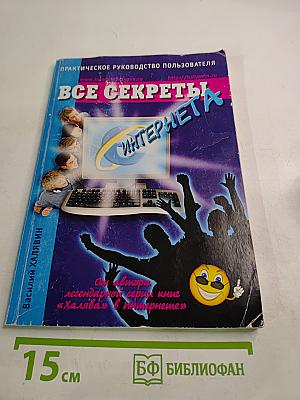 ПРАКТИЧЕСКОЕ РУКОВОДСТВО ПОЛЬЗОВАТЕЛЯ
ВСЕ СЕКРЕТЫ
ИНТЕРНЕТА
Василий ХАЛЯВИН
От автора
легендарной серии книг
«Халява» в Интернете»
15 см
БФ БИБЛИОФАН